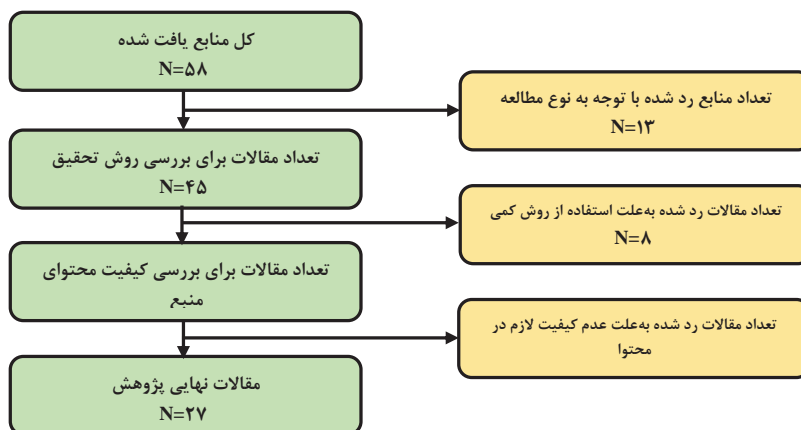 کل منابع یافت شده
N=۵۸
تعداد منابع رد شده با توجه به نوع مطالعه
N=۱۳
تعداد مقالات برای بررسی روش تحقیق
N=۴۵
تعداد مقالات رد شده به‌علت استفاده از روش کمی
N=۸
تعداد مقالات برای بررسی کیفیت محتوای
منبع
تعداد مقالات رد شده به‌علت عدم کیفیت لازم در
محتوا
مقالات نهایی پژوهش
N=۲۷